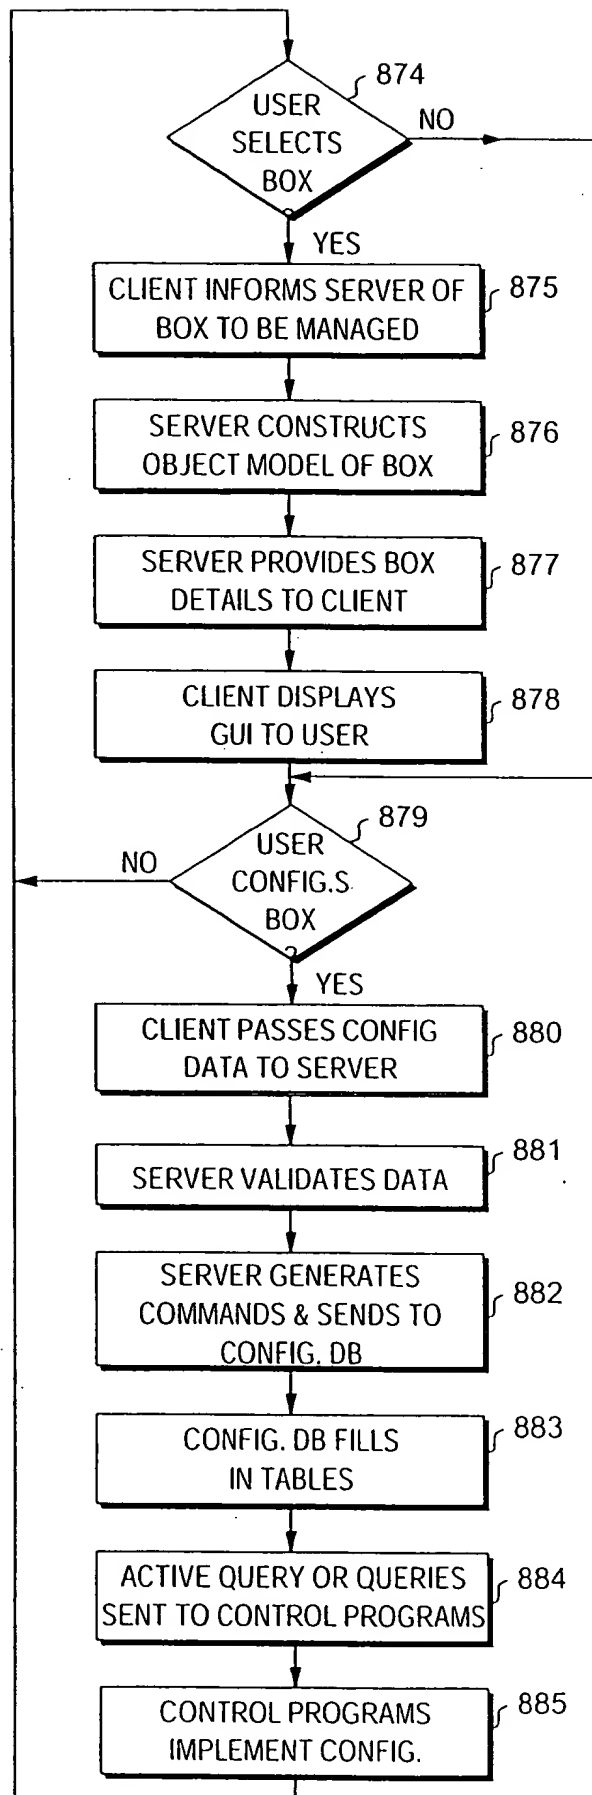 874
USER
SELECTS
BOX
?
NO
YES
CLIENT INFORMS SERVER OF
BOX TO BE MANAGED
875
SERVER CONSTRUCTS
OBJECT MODEL OF BOX
876
SERVER PROVIDES BOX
DETAILS TO CLIENT
877
CLIENT DISPLAYS
GUI TO USER
878
879
USER
CONFIG.S
BOX
?
NO
YES
CLIENT PASSES CONFIG
DATA TO SERVER
880
SERVER VALIDATES DATA
881
SERVER GENERATES
COMMANDS & SENDS TO
CONFIG. DB
882
CONFIG. DB FILLS
IN TABLES
883
ACTIVE QUERY OR QUERIES
SENT TO CONTROL PROGRAMS
884
CONTROL PROGRAMS
IMPLEMENT CONFIG.
885